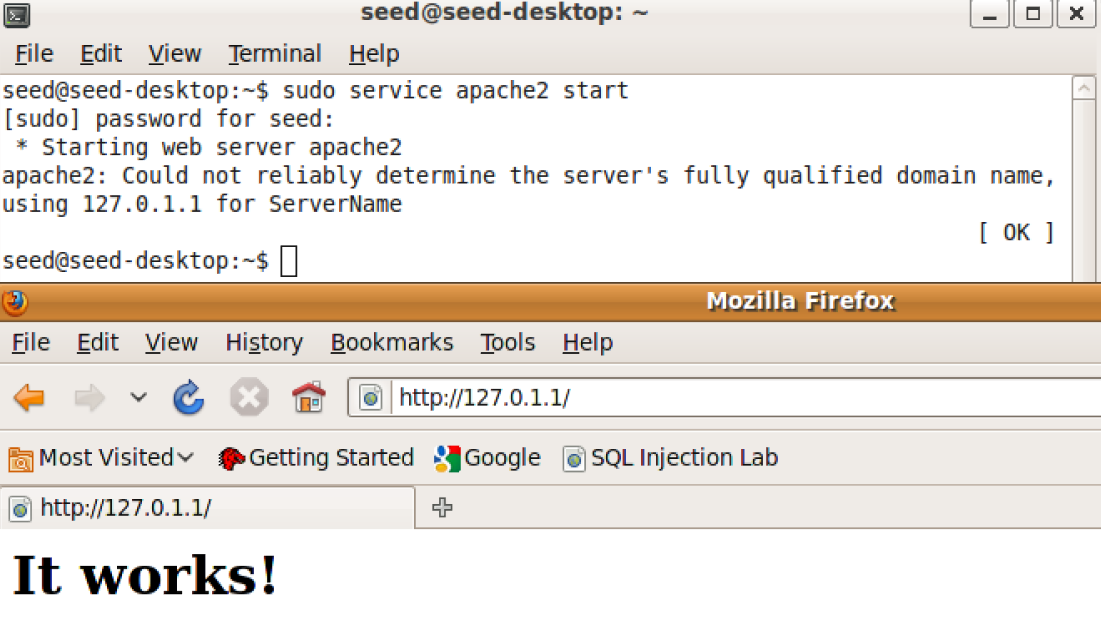 seed@seed-desktop: ~
File Edit View Terminal Help
seed@seed-desktop:~$ sudo service apache2 start
[sudo] password for seed:
 * Starting web server apache2
apache2: Could not reliably determine the server's fully qualified domain name,
using 127.0.1.1 for ServerName
[ OK ]
seed@seed-desktop:~$
Mozilla Firefox
File Edit View History Bookmarks Tools Help
http://127.0.1.1/
Most Visited Getting Started Google SQL Injection Lab
http://127.0.1.1/
It works!